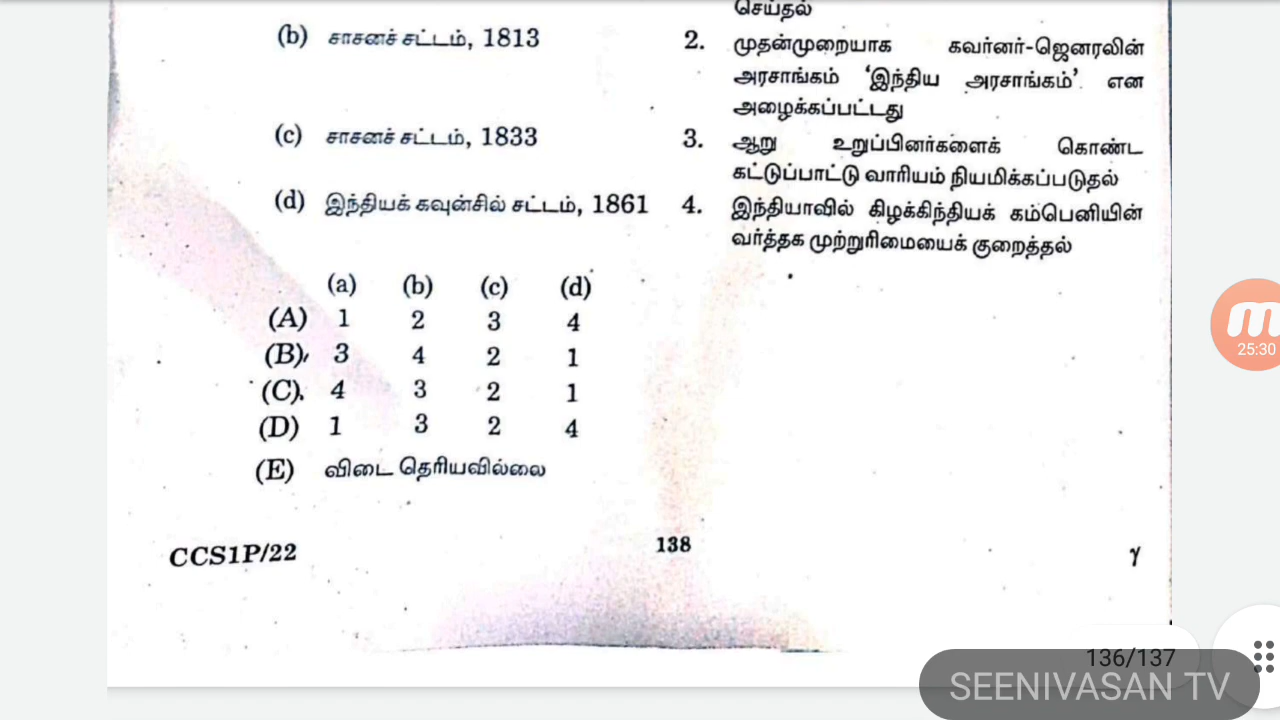 செய்தல்
(b) சாசனச் சட்டம், 1813 2. முதன்முறையாக கவர்னர்-ஜெனரலின்
அரசாங்கம் 'இந்திய அரசாங்கம்' என
அழைக்கப்பட்டது
(c) சாசனச் சட்டம், 1833 3. ஆறு உறுப்பினர்களைக் கொண்ட
கட்டுப்பாட்டு வாரியம் நியமிக்கப்படுதல்
(d) இந்தியக் கவுன்சில் சட்டம், 1861 4. இந்தியாவில் கிழக்கிந்தியக் கம்பெனியின்
வர்த்தக முற்றுரிமையைக் குறைத்தல்
(a) (b) (c) (d)
(A) 1 2 3 4
(B) 3 4 2 1
(C) 4 3 2 1
(D) 1 3 2 4
(E) விடை தெரியவில்லை
25:30
CCS1P/22 138 γ
136/137
SEENIVASAN TV